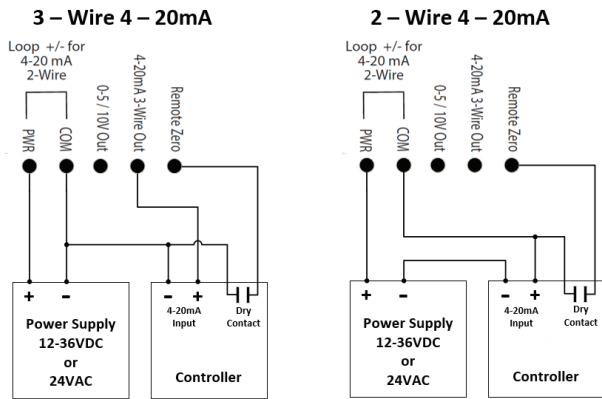 3 – Wire 4 – 20mA
Loop +/- for
4-20 mA
2-Wire
PWR
COM
0-5 / 10V Out
4-20mA 3-Wire Out
Remote Zero
+
-
-
+
4-20mA
Input
Dry
Contact
Power Supply
12-36VDC
or
24VAC
Controller
2 – Wire 4 – 20mA
Loop +/- for
4-20 mA
2-Wire
PWR
COM
0-5 / 10V Out
4-20mA 3-Wire Out
Remote Zero
+
-
-
+
4-20mA
Input
Dry
Contact
Power Supply
12-36VDC
or
24VAC
Controller